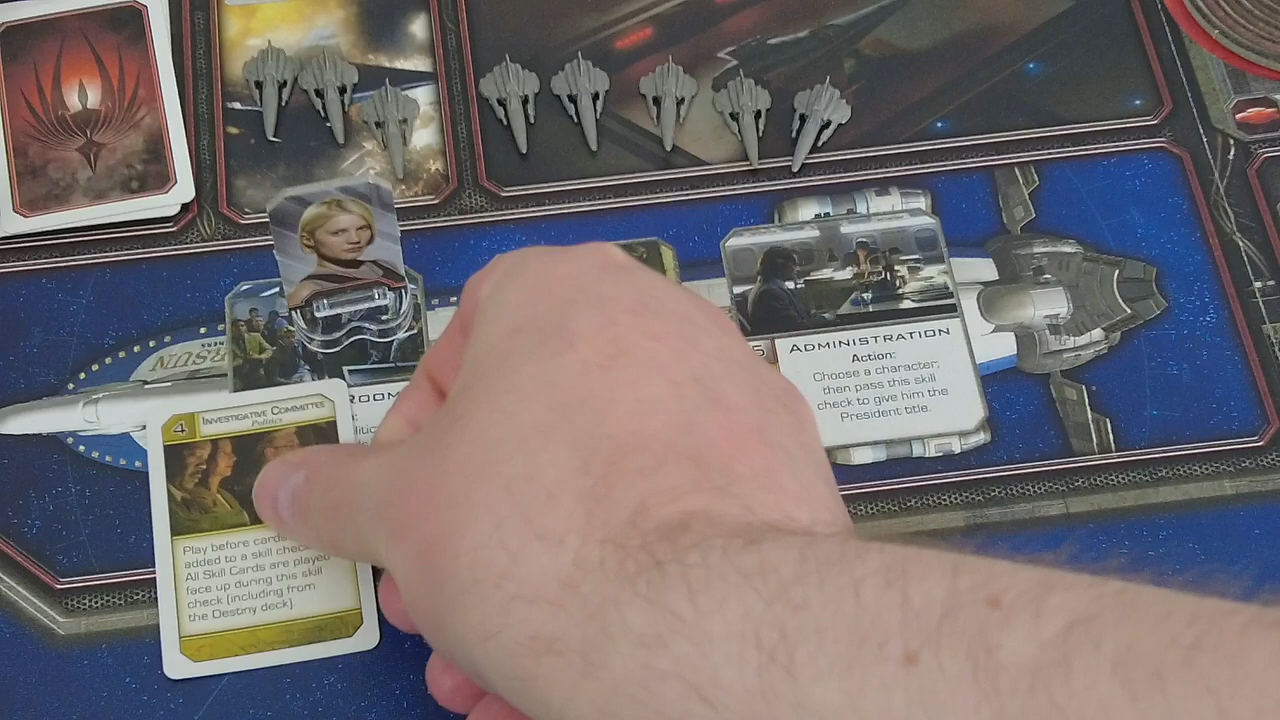 ADMINISTRATION
Action:
Choose a character,
then pass this skill
check to give him the
President title.
5
ROOM
4
INVESTIGATIVE COMMITTEE
Politics
Play before cards
added to a skill
All Skill Cards are played
face up during this skill
check (including from
the Destiny deck).